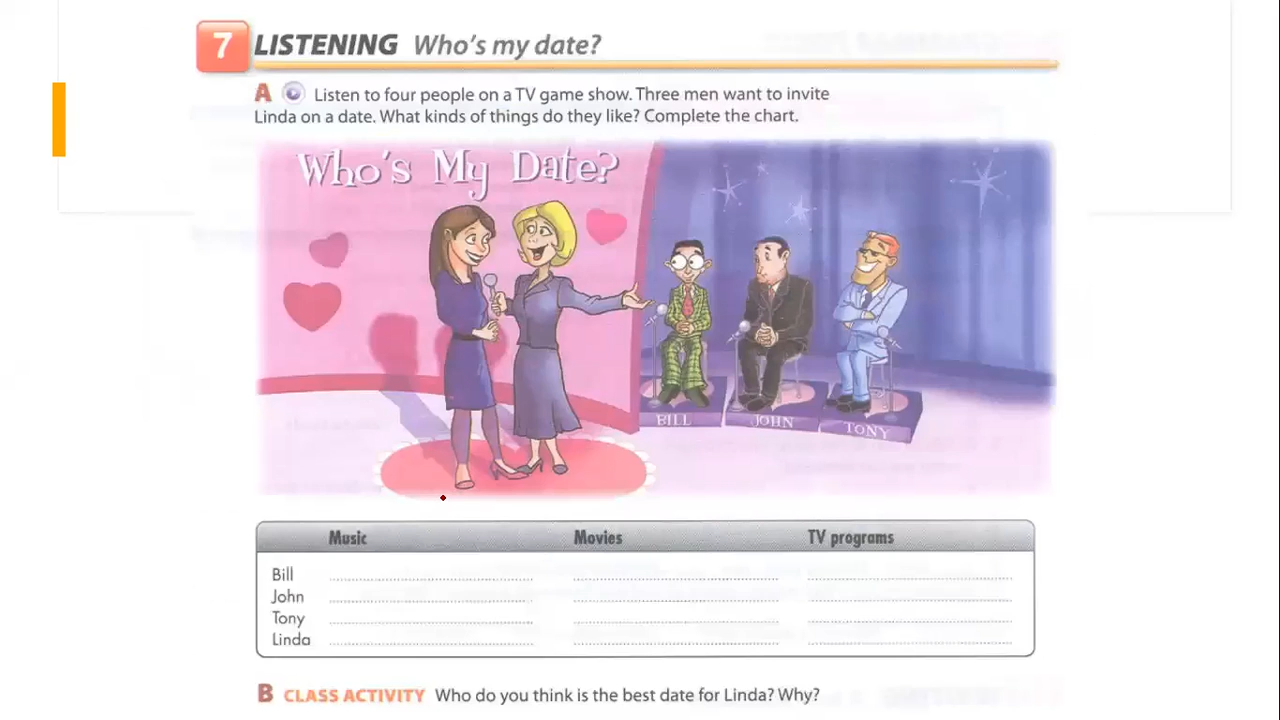 7 LISTENING Who's my date?
A Listen to four people on a TV game show. Three men want to invite
Linda on a date. What kinds of things do they like? Complete the chart.
Who's My Date?
BILL JOHN TONY
Music Movies TV programs
Bill
John
Tony
Linda
B CLASS ACTIVITY Who do you think is the best date for Linda? Why?